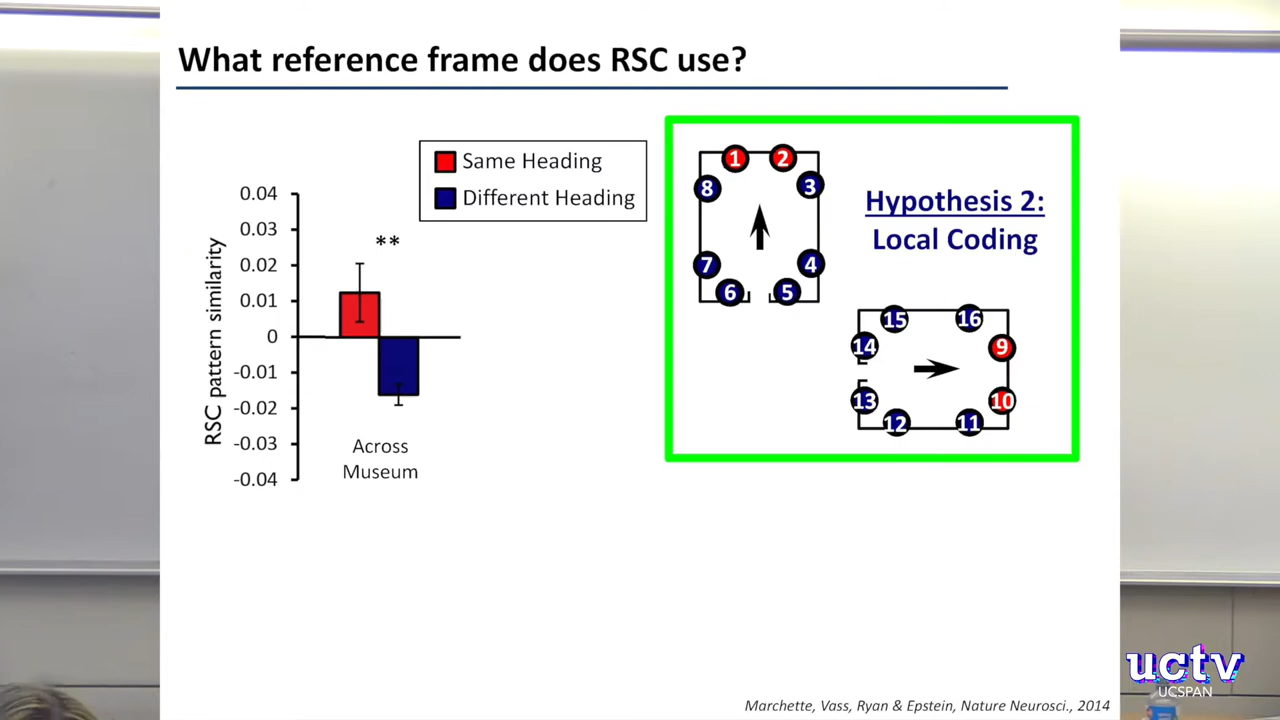 What reference frame does RSC use?
Same Heading
Different Heading
RSC pattern similarity
0.04
0.03
0.02
0.01
0
-0.01
-0.02
-0.03
-0.04
**
Across
Museum
1
2
8
3
7
4
6
5
Hypothesis 2:
Local Coding
15
16
14
9
13
10
12
11
Marchette, Vass, Ryan & Epstein, Nature Neurosci., 2014
uctv
UCSPAN